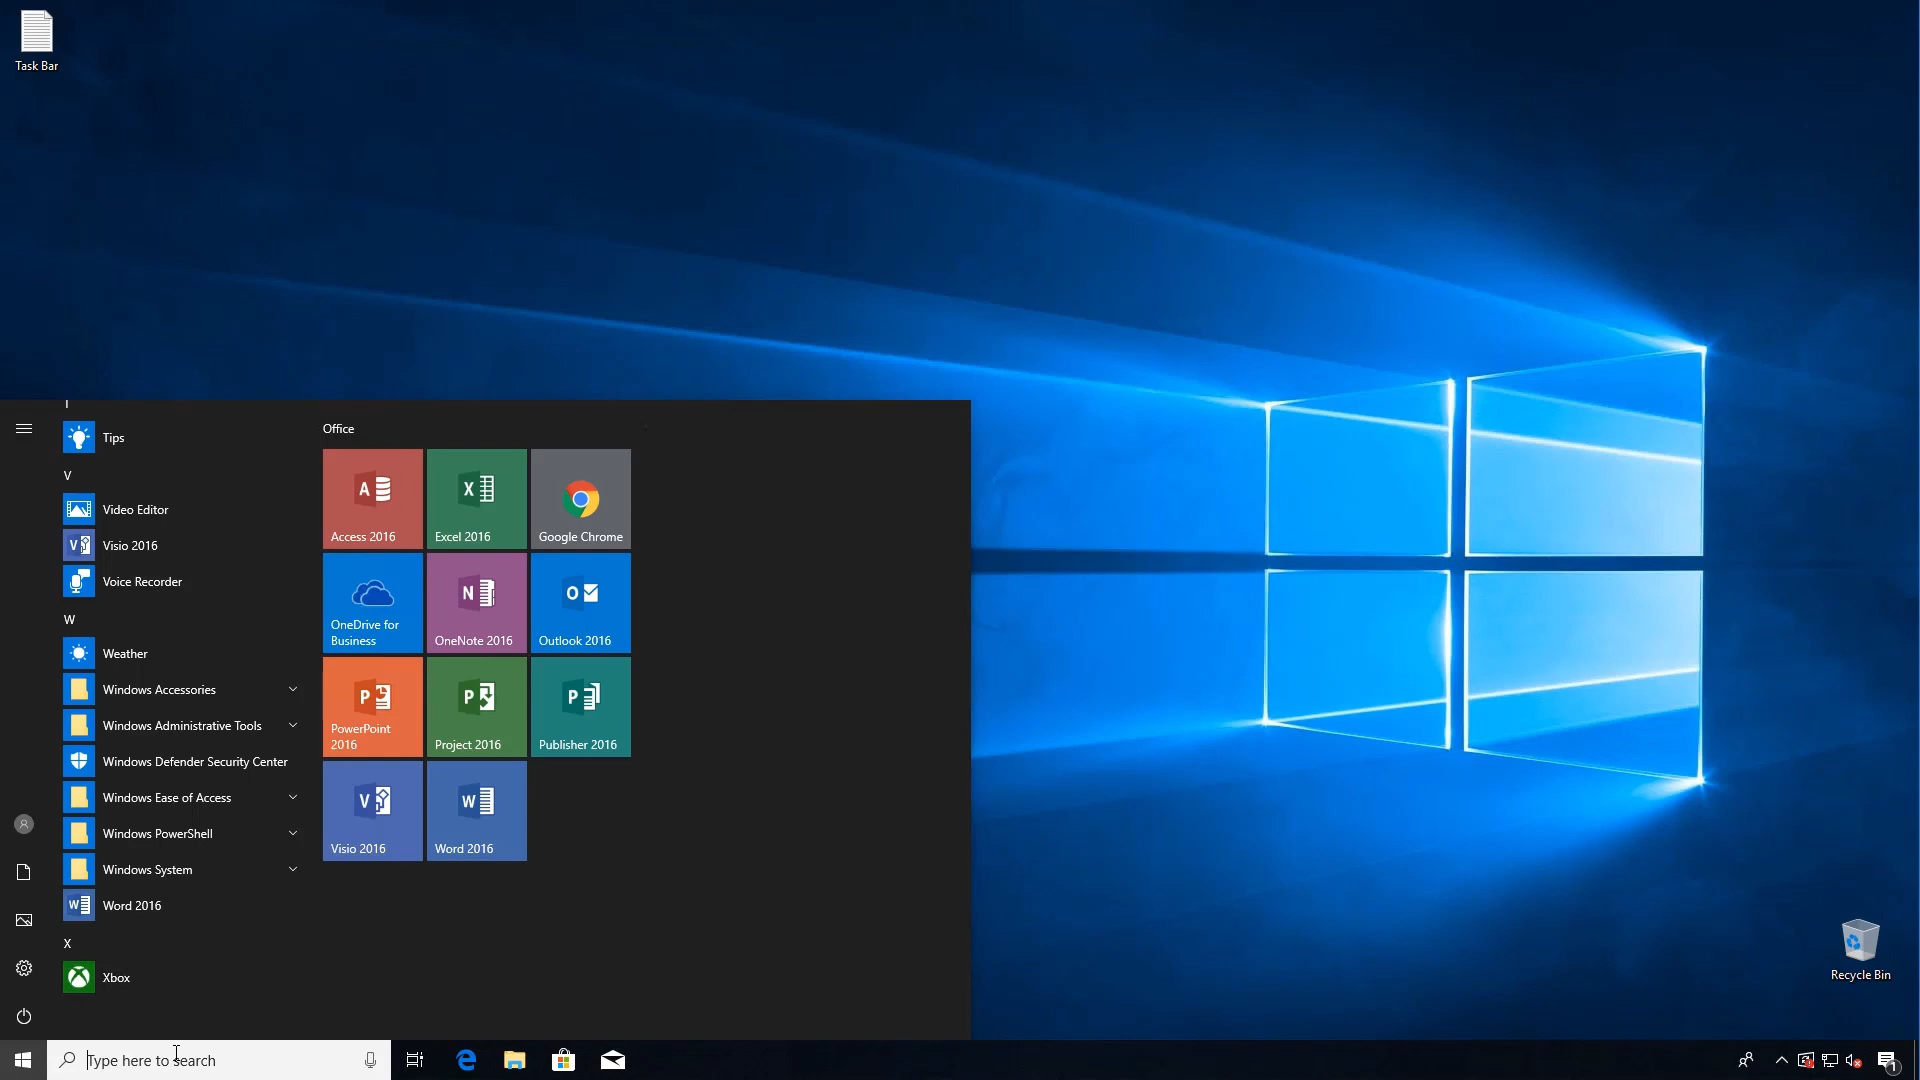 Task Bar
Tips
V
Video Editor
Visio 2016
Voice Recorder
W
Weather
Windows Accessories
Windows Administrative Tools
Windows Defender Security Center
Windows Ease of Access
Windows PowerShell
Windows System
Word 2016
X
Xbox
Office
Access 2016
Excel 2016
Google Chrome
OneDrive for
Business
OneNote 2016
Outlook 2016
PowerPoint
2016
Project 2016
Publisher 2016
Visio 2016
Word 2016
Recycle Bin
Type here to search
1